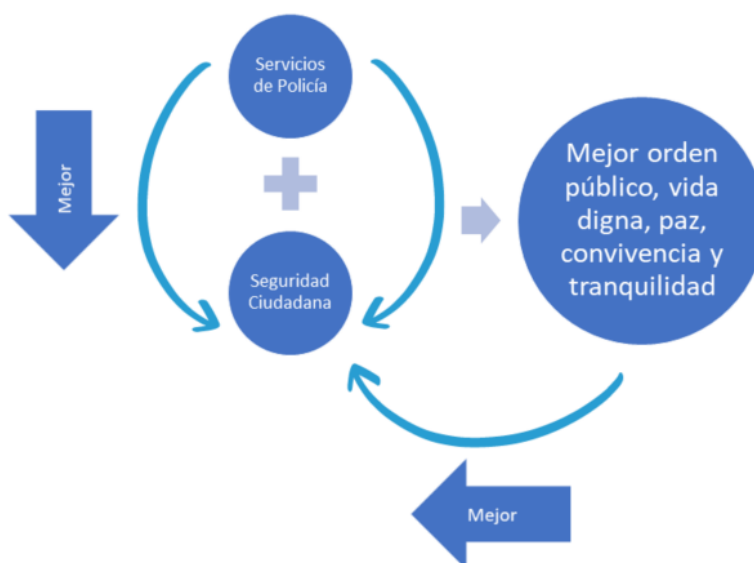 Servicios
de Policía
Mejor
Seguridad
Ciudadana
Mejor orden
público, vida
digna, paz,
convivencia y
tranquilidad
Mejor